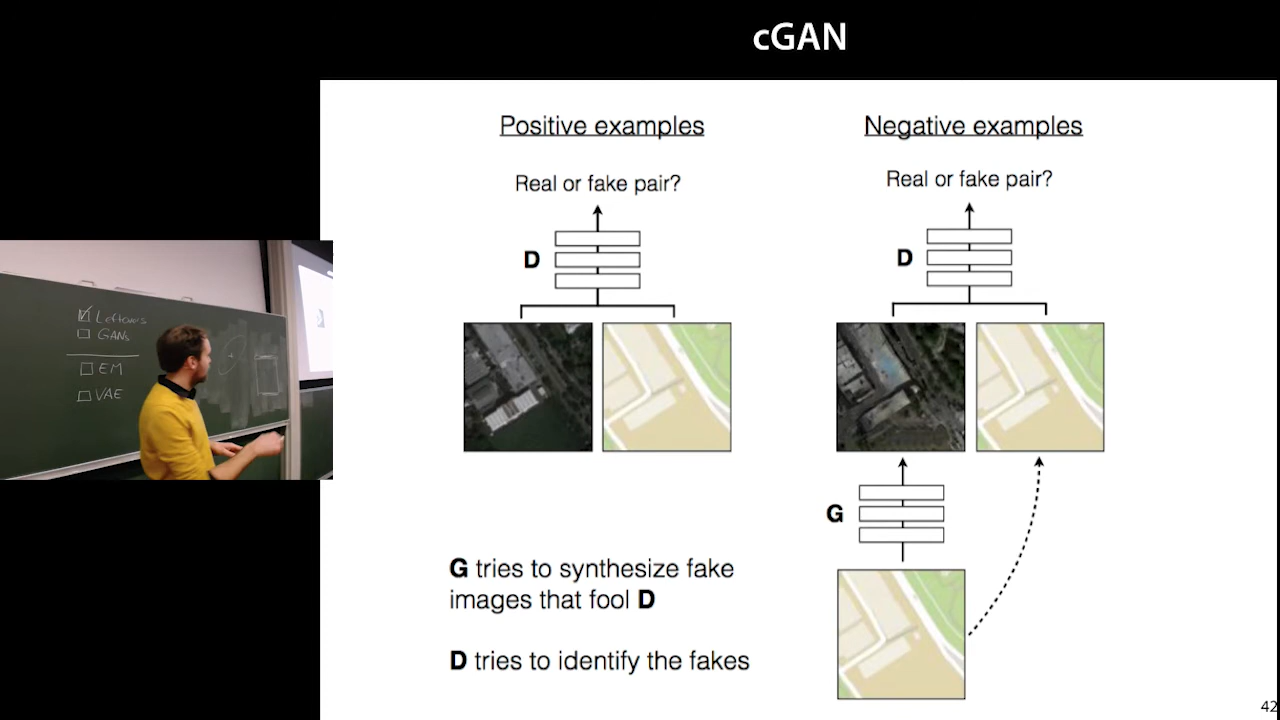 cGAN
Positive examples
Real or fake pair?
D
Negative examples
Real or fake pair?
D
G
G tries to synthesize fake
images that fool D
D tries to identify the fakes
42
Leftovers
GANs
EM
VAE